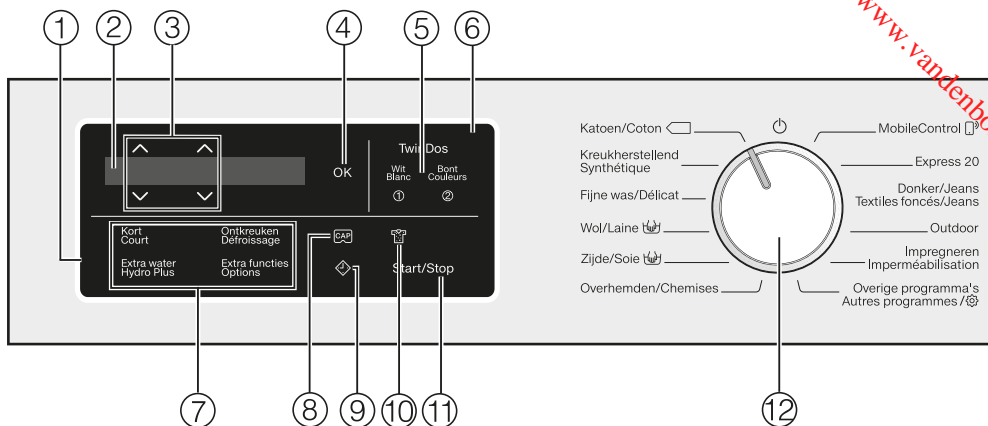 ① ② ③ ④ ⑤ ⑥
www.vandenbo
TwinDos
OK
Wit
Blanc
Bont
Couleurs
① ②
Kort
Court
Ontkreuken
Défroissage
Extra water
Hydro Plus
Extra functies
Options
CAP
Start/Stop
Katoen/Coton
Kreukherstellend
Synthétique
Fijne was/Délicat
Wol/Laine
Zijde/Soie
Overhemden/Chemises
MobileControl
Express 20
Donker/Jeans
Textiles foncés/Jeans
Outdoor
Impregneren
Imperméabilisation
Overige programma's
Autres programmes/
⑦ ⑧ ⑨ ⑩ ⑪ ⑫